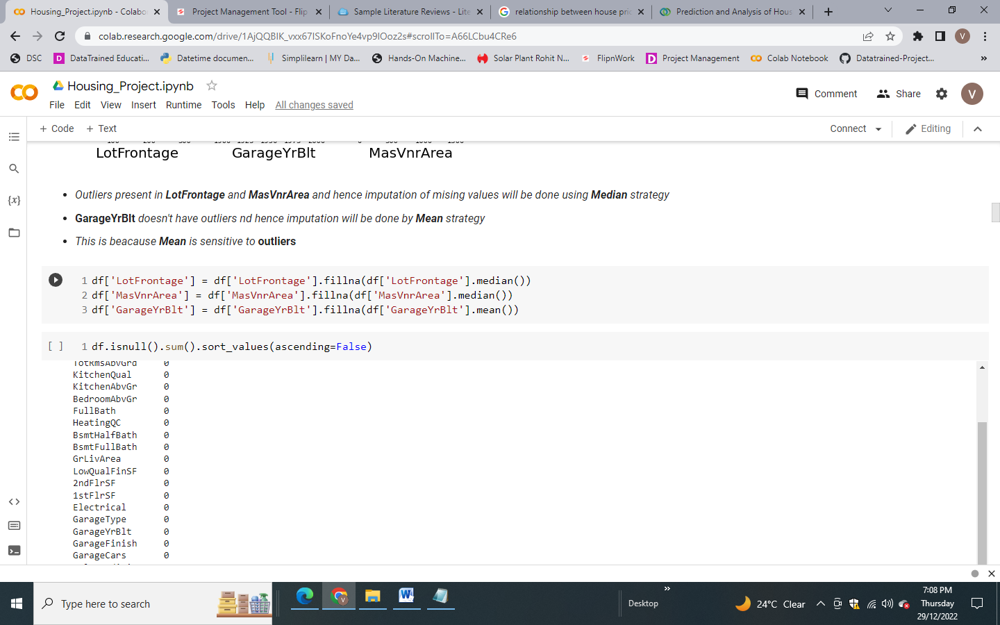 Housing_Project.ipynb - Colabo
Project Management Tool - Flip
Sample Literature Reviews - Lite
relationship between house pric
Prediction and Analysis of Hous
colab.research.google.com/drive/1AjQQBIK_vxx67ISKoFnoYe4vp9IOoz2s#scrollTo=A66LCbu4CRe6
V
DSC
DataTrained Educati...
Datetime documen...
Simplilearn | MY Da...
Hands-On Machine...
Solar Plant Rohit N...
FlipnWork
Project Management
Colab Notebook
Datatrained-Project...
»
Housing_Project.ipynb
Comment
Share
V
File Edit View Insert Runtime Tools Help All changes saved
+ Code + Text
Connect
Editing
LotFrontage GarageYrBlt MasVnrArea
• Outliers present in LotFrontage and MasVnrArea and hence imputation of mising values will be done using Median strategy
• GarageYrBlt doesn't have outliers nd hence imputation will be done by Mean strategy
• This is beacause Mean is sensitive to outliers
1 df['LotFrontage'] = df['LotFrontage'].fillna(df['LotFrontage'].median())
2 df['MasVnrArea'] = df['MasVnrArea'].fillna(df['MasVnrArea'].median())
3 df['GarageYrBlt'] = df['GarageYrBlt'].fillna(df['GarageYrBlt'].mean())
[ ] 1 df.isnull().sum().sort_values(ascending=False)
TotRmsAbvGrd 0
KitchenQual 0
KitchenAbvGr 0
BedroomAbvGr 0
FullBath 0
HeatingQC 0
BsmtHalfBath 0
BsmtFullBath 0
GrLivArea 0
LowQualFinSF 0
2ndFlrSF 0
1stFlrSF 0
Electrical 0
GarageType 0
GarageYrBlt 0
GarageFinish 0
GarageCars 0
Type here to search
Desktop
»
24°C Clear
7:08 PM
Thursday
29/12/2022